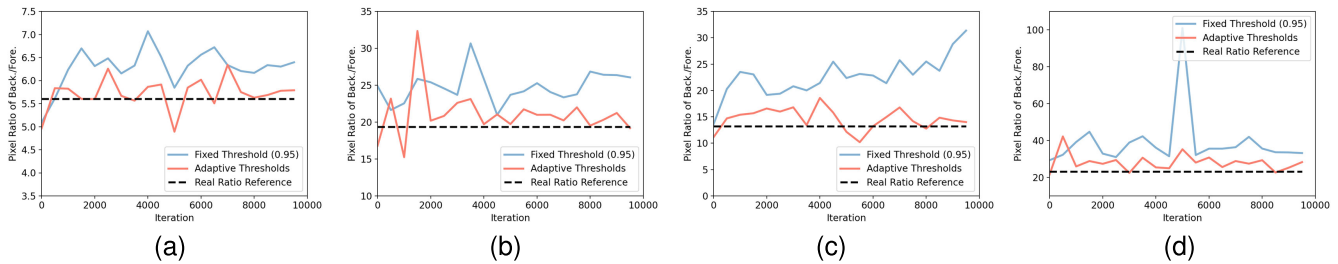 7.5
7.0
6.5
6.0
5.5
5.0
4.5
4.0
3.5
Pixel Ratio of Back./Fore.
0 2000 4000 6000 8000 10000
Iteration
Fixed Threshold (0.95)
Adaptive Thresholds
Real Ratio Reference
(a)
35
30
25
20
15
10
Pixel Ratio of Back./Fore.
0 2000 4000 6000 8000 10000
Iteration
Fixed Threshold (0.95)
Adaptive Thresholds
Real Ratio Reference
(b)
35
30
25
20
15
10
5
0
Pixel Ratio of Back./Fore.
0 2000 4000 6000 8000 10000
Iteration
Fixed Threshold (0.95)
Adaptive Thresholds
Real Ratio Reference
(c)
100
80
60
40
20
Pixel Ratio of Back./Fore.
0 2000 4000 6000 8000 10000
Iteration
Fixed Threshold (0.95)
Adaptive Thresholds
Real Ratio Reference
(d)